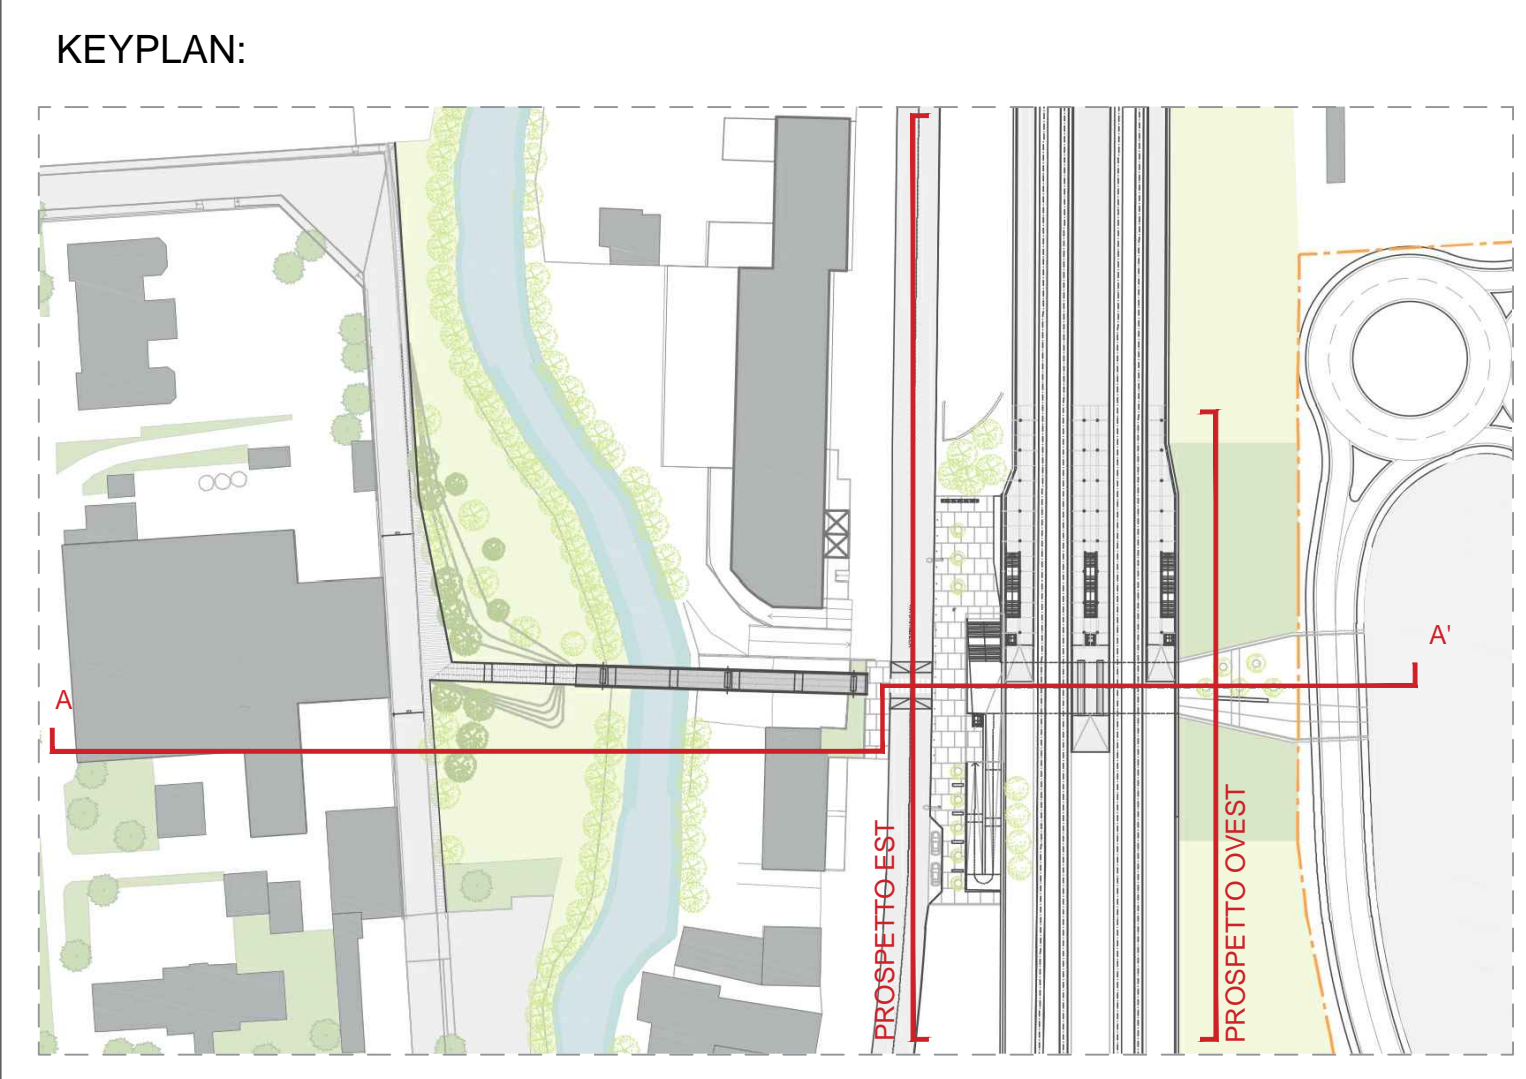 KEYPLAN:
A'
A
PROSPETTO EST
PROSPETTO OVEST